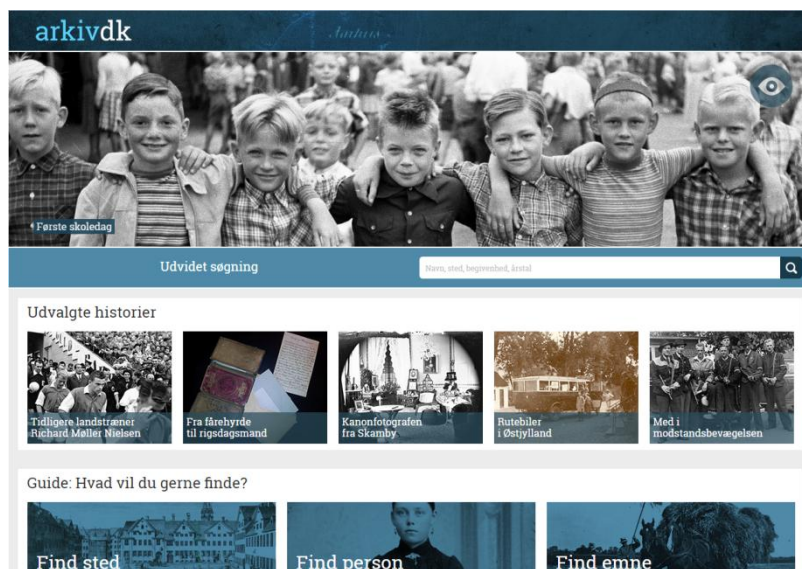 arkivdk
Aarhus
Første skoledag
Udvidet søgning
Navn, sted, begivenhed, årstal
Udvalgte historier
Tidligere landstræner
Richard Møller Nielsen
Fra fårehyrde
til rigsdagsmand
Kanonfotografen
fra Skamby
Rutebiler
i Østjylland
Med i
modstandsbevægelsen
Guide: Hvad vil du gerne finde?
Find sted
Find person
Find emne